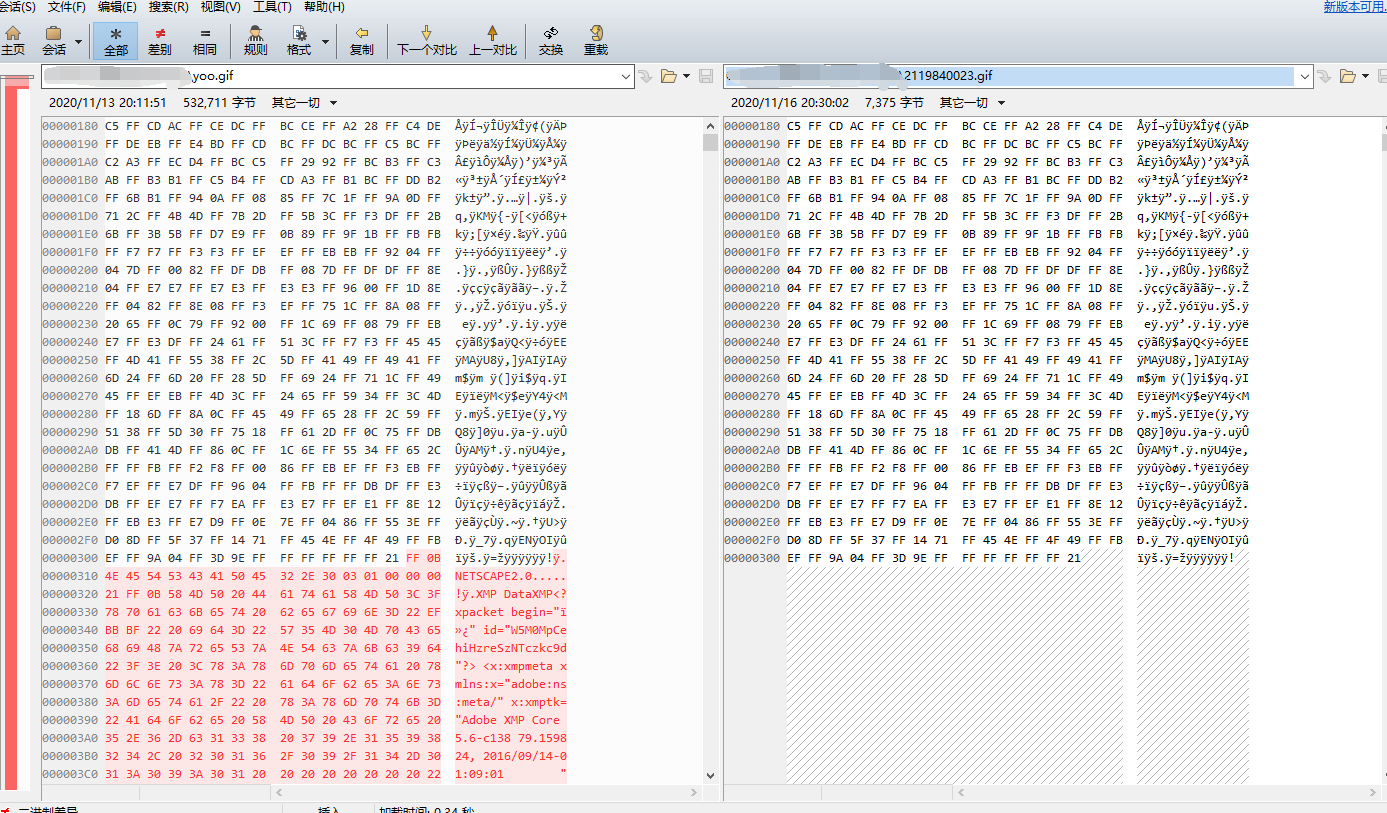 会话(S) 文件(F) 编辑(E) 搜索(R) 视图(V) 工具(T) 帮助(H) 新版本可用.
主页 会话 全部 差别 相同 规则 格式 复制 下一个对比 上一对比 交换 重载
\yoo.gif 2119840023.gif
2020/11/13 20:11:51 532,711 字节 其它一切 2020/11/16 20:30:02 7,375 字节 其它一切
00000180 C5 FF CD AC FF CE DC FF BC CE FF A2 28 FF C4 DE ÅÿÍ¬ÿÎÜÿ¼Îÿ¢(ÿÄÞ 00000180 C5 FF CD AC FF CE DC FF BC CE FF A2 28 FF C4 DE ÅÿÍ¬ÿÎÜÿ¼Îÿ¢(ÿÄÞ
00000190 FF DE EB FF E4 BD FF CD BC FF DC BC FF C5 BC FF ÿÞëÿä½ÿÍ¼ÿÜ¼ÿÅ¼ÿ 00000190 FF DE EB FF E4 BD FF CD BC FF DC BC FF C5 BC FF ÿÞëÿä½ÿÍ¼ÿÜ¼ÿÅ¼ÿ
000001A0 C2 A3 FF EC D4 FF BC C5 FF 29 92 FF BC B3 FF C3 Â£ÿìÔÿ¼Åÿ)’ÿ¼³ÿÃ 000001A0 C2 A3 FF EC D4 FF BC C5 FF 29 92 FF BC B3 FF C3 Â£ÿìÔÿ¼Åÿ)’ÿ¼³ÿÃ
000001B0 AB FF B3 B1 FF C5 B4 FF CD A3 FF B1 BC FF DD B2 «ÿ³±ÿÅ´ÿÍ£ÿ±¼ÿÝ² 000001B0 AB FF B3 B1 FF C5 B4 FF CD A3 FF B1 BC FF DD B2 «ÿ³±ÿÅ´ÿÍ£ÿ±¼ÿÝ²
000001C0 FF 6B B1 FF 94 0A FF 08 85 FF 7C 1F FF 9A 0D FF ÿk±ÿ”.ÿ.…ÿ|.ÿš.ÿ 000001C0 FF 6B B1 FF 94 0A FF 08 85 FF 7C 1F FF 9A 0D FF ÿk±ÿ”.ÿ.…ÿ|.ÿš.ÿ
000001D0 71 2C FF 4B 4D FF 7B 2D FF 5B 3C FF F3 DF FF 2B q,ÿKMÿ{-ÿ[<ÿóßÿ+ 000001D0 71 2C FF 4B 4D FF 7B 2D FF 5B 3C FF F3 DF FF 2B q,ÿKMÿ{-ÿ[<ÿóßÿ+
000001E0 6B FF 3B 5B FF D7 E9 FF 0B 89 FF 9F 1B FF FB FB kÿ;[ÿ×éÿ.‰ÿŸ.ÿûû 000001E0 6B FF 3B 5B FF D7 E9 FF 0B 89 FF 9F 1B FF FB FB kÿ;[ÿ×éÿ.‰ÿŸ.ÿûû
000001F0 FF F7 F7 FF F3 F3 FF EF EF FF EB EB FF 92 04 FF ÿ÷÷ÿóóÿïïÿëëÿ’.ÿ 000001F0 FF F7 F7 FF F3 F3 FF EF EF FF EB EB FF 92 04 FF ÿ÷÷ÿóóÿïïÿëëÿ’.ÿ
00000200 04 7D FF 00 82 FF DF DB FF 08 7D FF DF DF FF 8E .}ÿ.‚ÿßÛÿ.}ÿßßÿŽ 00000200 04 7D FF 00 82 FF DF DB FF 08 7D FF DF DF FF 8E .}ÿ.‚ÿßÛÿ.}ÿßßÿŽ
00000210 04 FF E7 E7 FF E7 E3 FF E3 E3 FF 96 00 FF 1D 8E .ÿççÿçãÿããÿ–.ÿ.Ž 00000210 04 FF E7 E7 FF E7 E3 FF E3 E3 FF 96 00 FF 1D 8E .ÿççÿçãÿããÿ–.ÿ.Ž
00000220 FF 04 82 FF 8E 08 FF F3 EF FF 75 1C FF 8A 08 FF ÿ.‚ÿŽ.ÿóïÿu.ÿŠ.ÿ 00000220 FF 04 82 FF 8E 08 FF F3 EF FF 75 1C FF 8A 08 FF ÿ.‚ÿŽ.ÿóïÿu.ÿŠ.ÿ
00000230 20 65 FF 0C 79 FF 92 00 FF 1C 69 FF 08 79 FF EB eÿ.yÿ’.ÿ.iÿ.yÿë 00000230 20 65 FF 0C 79 FF 92 00 FF 1C 69 FF 08 79 FF EB eÿ.yÿ’.ÿ.iÿ.yÿë
00000240 E7 FF E3 DF FF 24 61 FF 51 3C FF F7 F3 FF 45 45 çÿãßÿ$aÿQ<ÿ÷óÿEE 00000240 E7 FF E3 DF FF 24 61 FF 51 3C FF F7 F3 FF 45 45 çÿãßÿ$aÿQ<ÿ÷óÿEE
00000250 FF 4D 41 FF 55 38 FF 2C 5D FF 41 49 FF 49 41 FF ÿMAÿU8ÿ,]ÿAIÿIAÿ 00000250 FF 4D 41 FF 55 38 FF 2C 5D FF 41 49 FF 49 41 FF ÿMAÿU8ÿ,]ÿAIÿIAÿ
00000260 6D 24 FF 6D 20 FF 28 5D FF 69 24 FF 71 1C FF 49 m$ÿm ÿ(]ÿi$ÿq.ÿI 00000260 6D 24 FF 6D 20 FF 28 5D FF 69 24 FF 71 1C FF 49 m$ÿm ÿ(]ÿi$ÿq.ÿI
00000270 45 FF EF EB FF 4D 3C FF 24 65 FF 59 34 FF 3C 4D EÿïëÿM<ÿ$eÿY4ÿ<M 00000270 45 FF EF EB FF 4D 3C FF 24 65 FF 59 34 FF 3C 4D EÿïëÿM<ÿ$eÿY4ÿ<M
00000280 FF 18 6D FF 8A 0C FF 45 49 FF 65 28 FF 2C 59 FF ÿ.mÿŠ.ÿEIÿe(ÿ,Yÿ 00000280 FF 18 6D FF 8A 0C FF 45 49 FF 65 28 FF 2C 59 FF ÿ.mÿŠ.ÿEIÿe(ÿ,Yÿ
00000290 51 38 FF 5D 30 FF 75 18 FF 61 2D FF 0C 75 FF DB Q8ÿ]0ÿu.ÿa-ÿ.uÿÛ 00000290 51 38 FF 5D 30 FF 75 18 FF 61 2D FF 0C 75 FF DB Q8ÿ]0ÿu.ÿa-ÿ.uÿÛ
000002A0 DB FF 41 4D FF 86 0C FF 1C 6E FF 55 34 FF 65 2C ÛÿAMÿ†.ÿ.nÿU4ÿe, 000002A0 DB FF 41 4D FF 86 0C FF 1C 6E FF 55 34 FF 65 2C ÛÿAMÿ†.ÿ.nÿU4ÿe,
000002B0 FF FF FB FF F2 F8 FF 00 86 FF EB EF FF F3 EB FF ÿÿûÿòøÿ.†ÿëïÿóëÿ 000002B0 FF FF FB FF F2 F8 FF 00 86 FF EB EF FF F3 EB FF ÿÿûÿòøÿ.†ÿëïÿóëÿ
000002C0 F7 EF FF E7 DF FF 96 04 FF FB FF FF DB DF FF E3 ÷ïÿçßÿ–.ÿûÿÿÛßÿã 000002C0 F7 EF FF E7 DF FF 96 04 FF FB FF FF DB DF FF E3 ÷ïÿçßÿ–.ÿûÿÿÛßÿã
000002D0 DB FF EF E7 FF F7 EA FF E3 E7 FF EF E1 FF 8E 12 Ûÿïçÿ÷êÿãçÿïáÿŽ. 000002D0 DB FF EF E7 FF F7 EA FF E3 E7 FF EF E1 FF 8E 12 Ûÿïçÿ÷êÿãçÿïáÿŽ.
000002E0 FF EB E3 FF E7 D9 FF 0E 7E FF 04 86 FF 55 3E FF ÿëãÿçÙÿ.~ÿ.†ÿU>ÿ 000002E0 FF EB E3 FF E7 D9 FF 0E 7E FF 04 86 FF 55 3E FF ÿëãÿçÙÿ.~ÿ.†ÿU>ÿ
000002F0 D0 8D FF 5F 37 FF 14 71 FF 45 4E FF 4F 49 FF FB Ð.ÿ_7ÿ.qÿENÿOIÿû 000002F0 D0 8D FF 5F 37 FF 14 71 FF 45 4E FF 4F 49 FF FB Ð.ÿ_7ÿ.qÿENÿOIÿû
00000300 EF FF 9A 04 FF 3D 9E FF FF FF FF FF FF 21 FF 0B ïÿš.ÿ=žÿÿÿÿÿÿ!ÿ. 00000300 EF FF 9A 04 FF 3D 9E FF FF FF FF FF FF 21 ïÿš.ÿ=žÿÿÿÿÿÿ!
00000310 4E 45 54 53 43 41 50 45 32 2E 30 03 01 00 00 00 NETSCAPE2.0.....
00000320 21 FF 0B 58 4D 50 20 44 61 74 61 58 4D 50 3C 3F !ÿ.XMP DataXMP<?
00000330 78 70 61 63 6B 65 74 20 62 65 67 69 6E 3D 22 EF xpacket begin="ï
00000340 BB BF 22 20 69 64 3D 22 57 35 4D 30 4D 70 43 65 »¿" id="W5M0MpCe
00000350 68 69 48 7A 72 65 53 7A 4E 54 63 7A 6B 63 39 64 hiHzreSzNTczkc9d
00000360 22 3F 3E 20 3C 78 3A 78 6D 70 6D 65 74 61 20 78 "?> <x:xmpmeta x
00000370 6D 6C 6E 73 3A 78 3D 22 61 64 6F 62 65 3A 6E 73 mlns:x="adobe:ns
00000380 3A 6D 65 74 61 2F 22 20 78 3A 78 6D 70 74 6B 3D :meta/" x:xmptk=
00000390 22 41 64 6F 62 65 20 58 4D 50 20 43 6F 72 65 20 "Adobe XMP Core
000003A0 35 2E 36 2D 63 31 33 38 20 37 39 2E 31 35 39 38 5.6-c138 79.1598
000003B0 32 34 2C 20 32 30 31 36 2F 30 39 2F 31 34 2D 30 24, 2016/09/14-0
000003C0 31 3A 30 39 3A 30 31 20 20 20 20 20 20 20 20 22 1:09:01 "
二进制差异 插入 加载时间: 0.34 秒